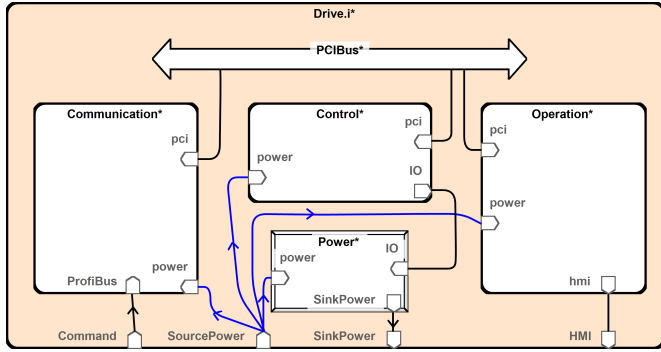 Drive.i*
PCIBus*
Communication*
Control*
Operation*
pci
pci
pci
power
IO
power
Power*
IO
power
ProfiBus
power
SinkPower
hmi
Command
SourcePower
SinkPower
HMI